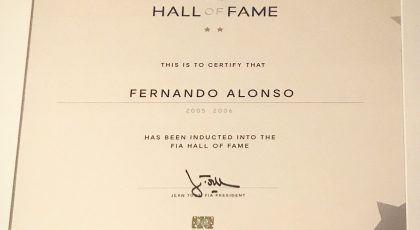 HALL OF FAME
THIS IS TO CERTIFY THAT
FERNANDO ALONSO
2005 2006
HAS BEEN INDUCTED INTO THE
FIA HALL OF FAME
JEAN TODT FIA PRESIDENT